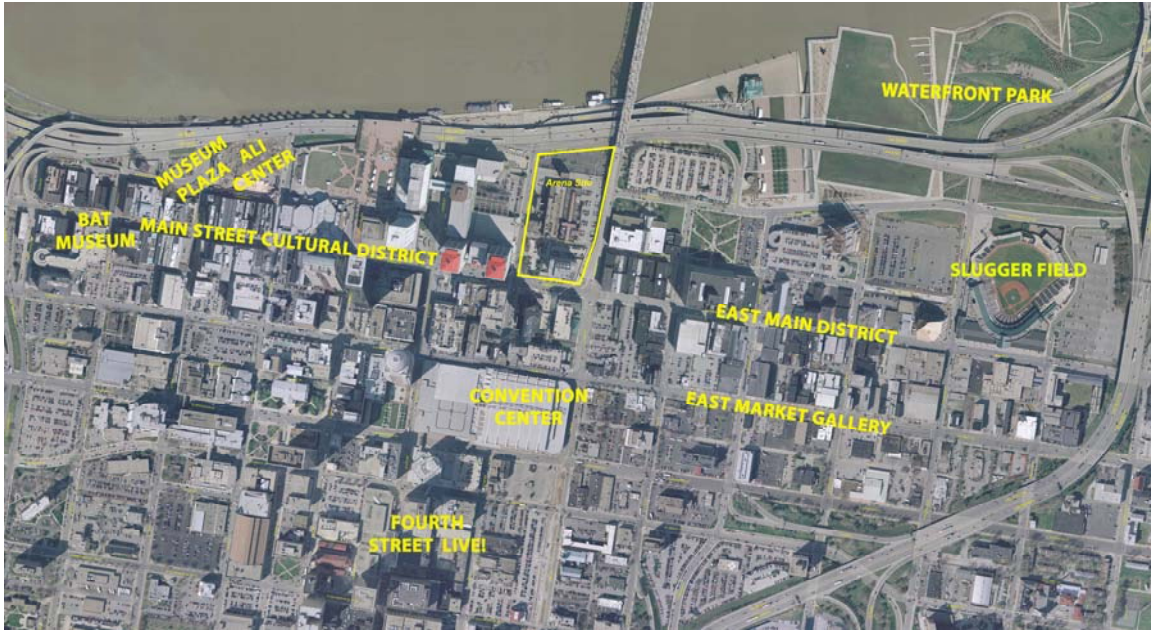 WATERFRONT PARK
MUSEUM
PLAZA
ALI
CENTER
Arena Site
BAT
MUSEUM
MAIN STREET CULTURAL DISTRICT
SLUGGER FIELD
EAST MAIN DISTRICT
CONVENTION
CENTER
EAST MARKET GALLERY
FOURTH
STREET LIVE!